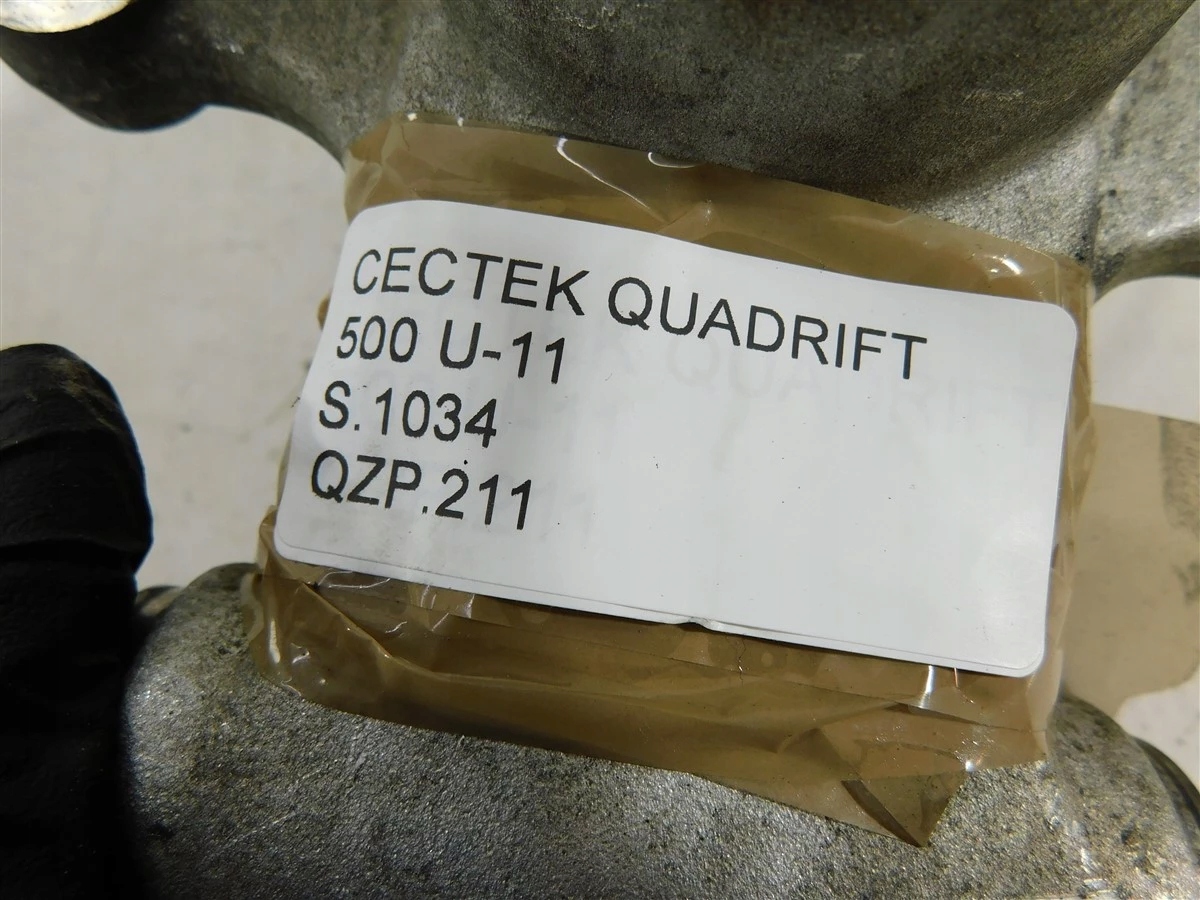 CECTEK QUADRIFT
500 U-11
S.1034
QZP.211